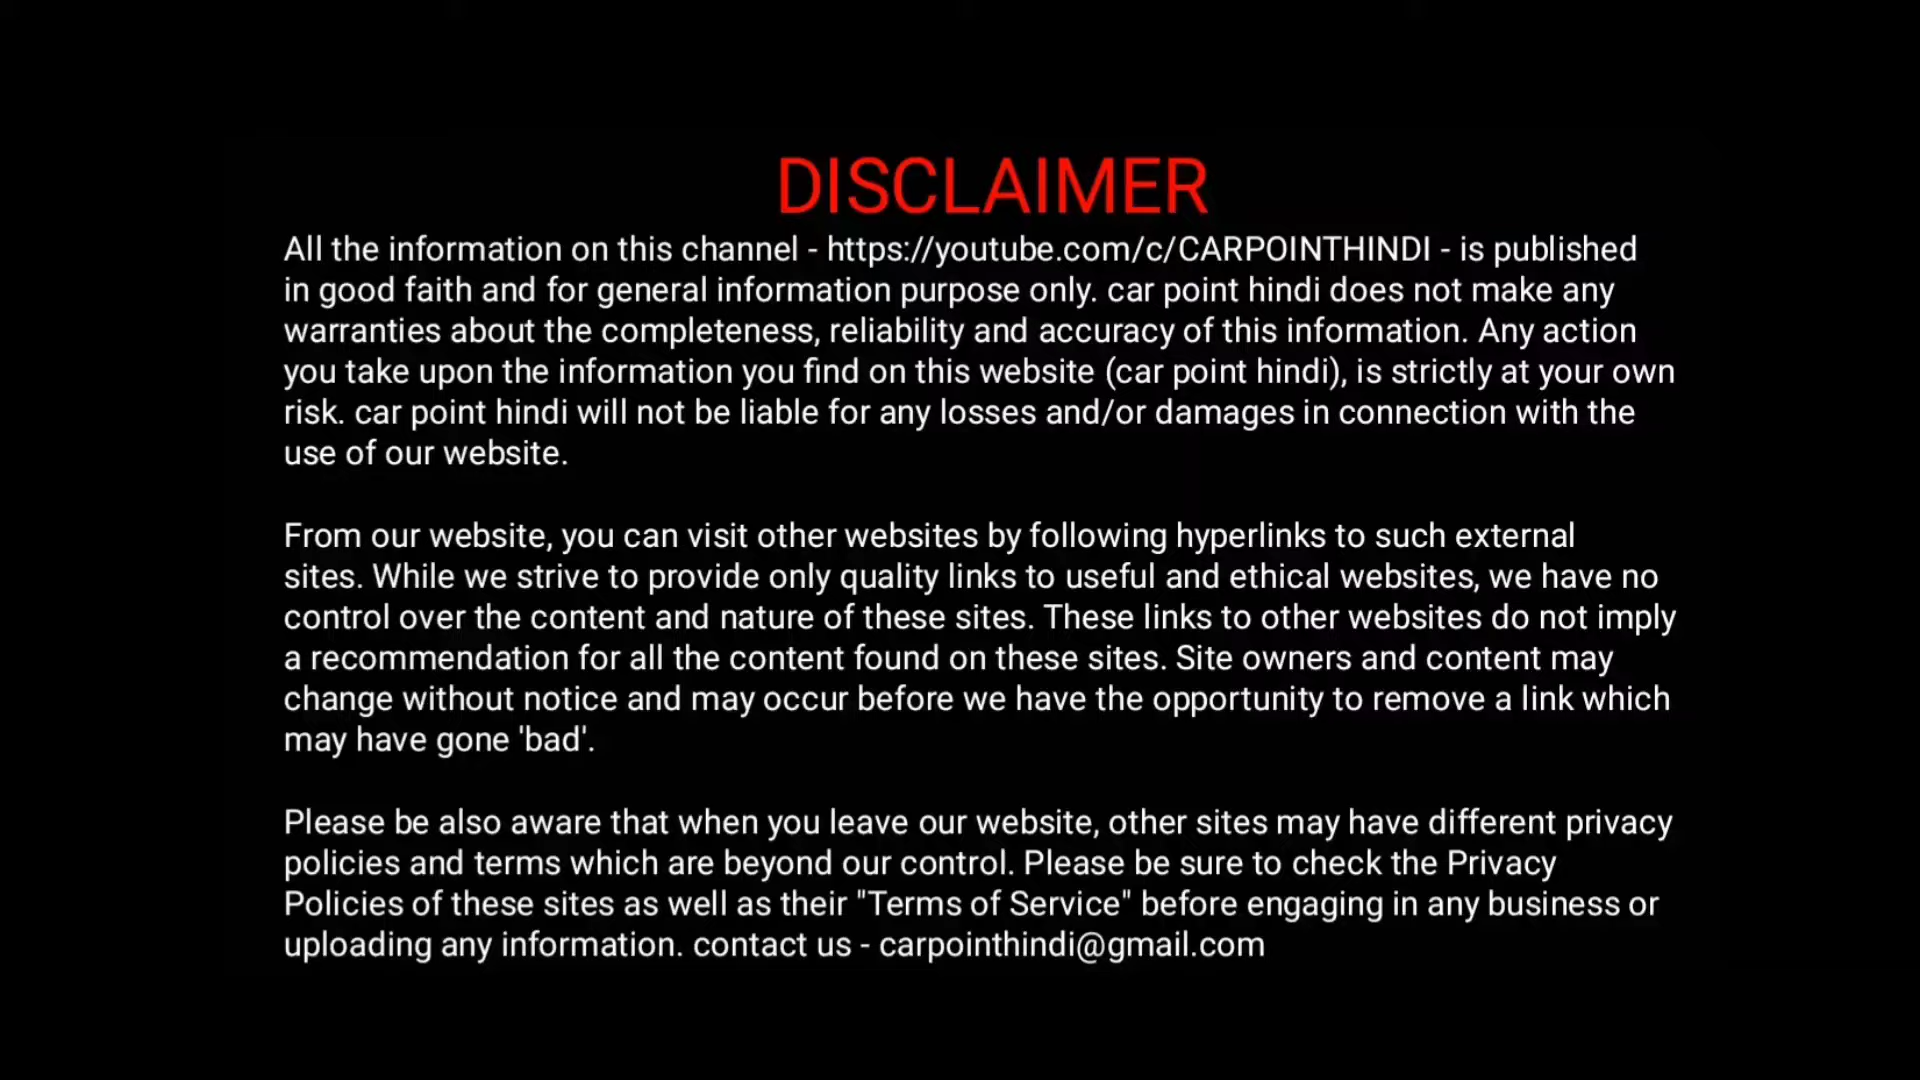 DISCLAIMER
All the information on this channel - https://youtube.com/c/CARPOINTHINDI - is published
in good faith and for general information purpose only. car point hindi does not make any
warranties about the completeness, reliability and accuracy of this information. Any action
you take upon the information you find on this website (car point hindi), is strictly at your own
risk. car point hindi will not be liable for any losses and/or damages in connection with the
use of our website.
From our website, you can visit other websites by following hyperlinks to such external
sites. While we strive to provide only quality links to useful and ethical websites, we have no
control over the content and nature of these sites. These links to other websites do not imply
a recommendation for all the content found on these sites. Site owners and content may
change without notice and may occur before we have the opportunity to remove a link which
may have gone 'bad'.
Please be also aware that when you leave our website, other sites may have different privacy
policies and terms which are beyond our control. Please be sure to check the Privacy
Policies of these sites as well as their "Terms of Service" before engaging in any business or
uploading any information. contact us - carpointhindi@gmail.com